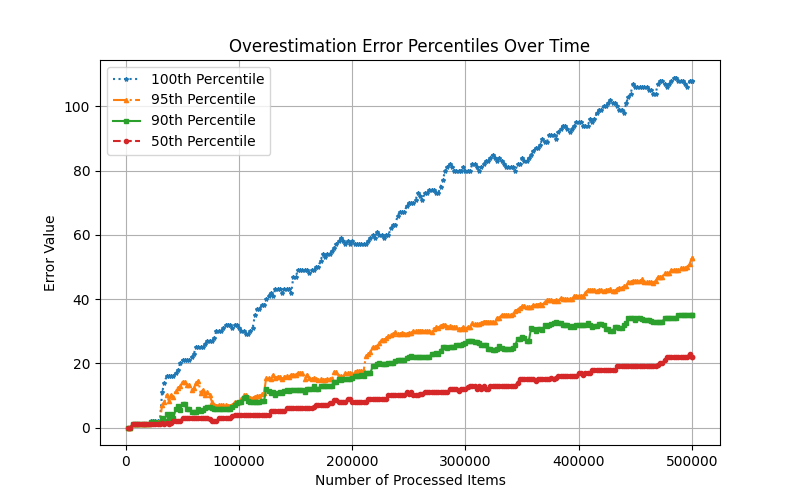 Overestimation Error Percentiles Over Time
100th Percentile
95th Percentile
90th Percentile
50th Percentile
Error Value
100
80
60
40
20
0
0 100000 200000 300000 400000 500000
Number of Processed Items